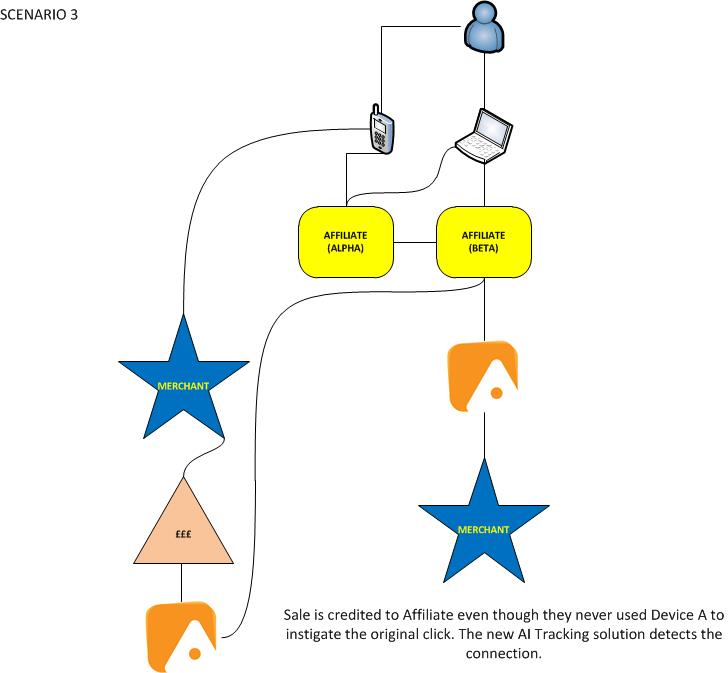 SCENARIO 3
AFFILIATE
(ALPHA)
AFFILIATE
(BETA)
MERCHANT
MERCHANT
£££
Sale is credited to Affiliate even though they never used Device A to
instigate the original click. The new AI Tracking solution detects the
connection.